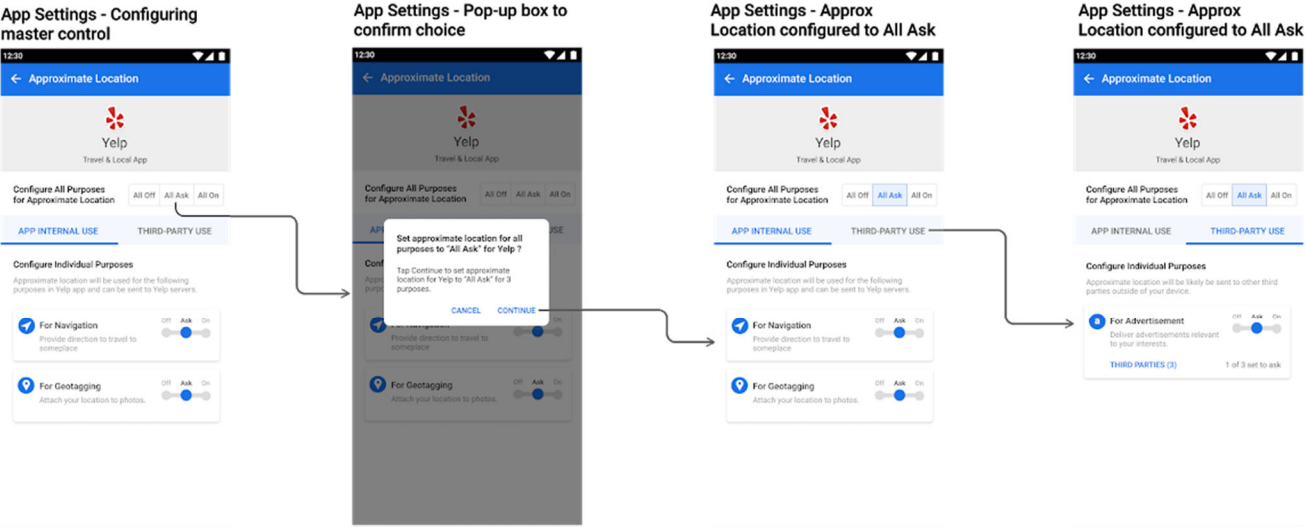 App Settings - Configuring
master control
12:30
Approximate Location
Yelp
Travel & Local App
Configure All Purposes
for Approximate Location
All Off All Ask All On
APP INTERNAL USE THIRD-PARTY USE
Configure Individual Purposes
Approximate location will be used for the following
purposes in Yelp app and can be sent to Yelp servers.
For Navigation
Off Ask On
Provide direction to travel to
someplace
For Geotagging
Off Ask On
Attach your location to photos.
App Settings - Pop-up box to
confirm choice
12:30
Approximate Location
Yelp
Travel & Local App
Configure All Purposes
for Approximate Location
All Off All Ask All On
Set approximate location for all
purposes to "All Ask" for Yelp ?
Tap Continue to set approximate
location for Yelp to "All Ask" for 3
purposes.
CANCEL CONTINUE
Off Ask On
someplace
For Geotagging
Off Ask On
Attach your location to photos.
App Settings - Approx
Location configured to All Ask
12:30
Approximate Location
Yelp
Travel & Local App
Configure All Purposes
for Approximate Location
All Off All Ask All On
APP INTERNAL USE THIRD-PARTY USE
Configure Individual Purposes
Approximate location will be used for the following
purposes in Yelp app and can be sent to Yelp servers.
For Navigation
Off Ask On
Provide direction to travel to
someplace
For Geotagging
Off Ask On
Attach your location to photos.
App Settings - Approx
Location configured to All Ask
12:30
Approximate Location
Yelp
Travel & Local App
Configure All Purposes
for Approximate Location
All Off All Ask All On
APP INTERNAL USE THIRD-PARTY USE
Configure Individual Purposes
Approximate location will be likely be sent to other third
parties outside of your device.
For Advertisement
Off Ask On
Deliver advertisements relevant
to your interests.
THIRD PARTIES (3) 1 of 3 set to ask